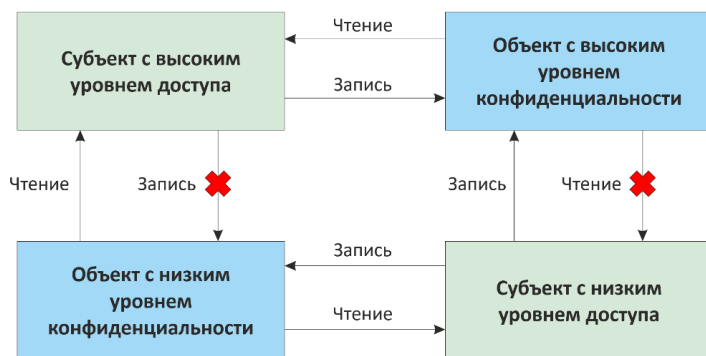 Субъект с высоким
уровнем доступа
Чтение
Запись
Объект с высоким
уровнем
конфиденциальности
Чтение
Запись
Запись
Чтение
Объект с низким
уровнем
конфиденциальности
Запись
Чтение
Субъект с низким
уровнем доступа